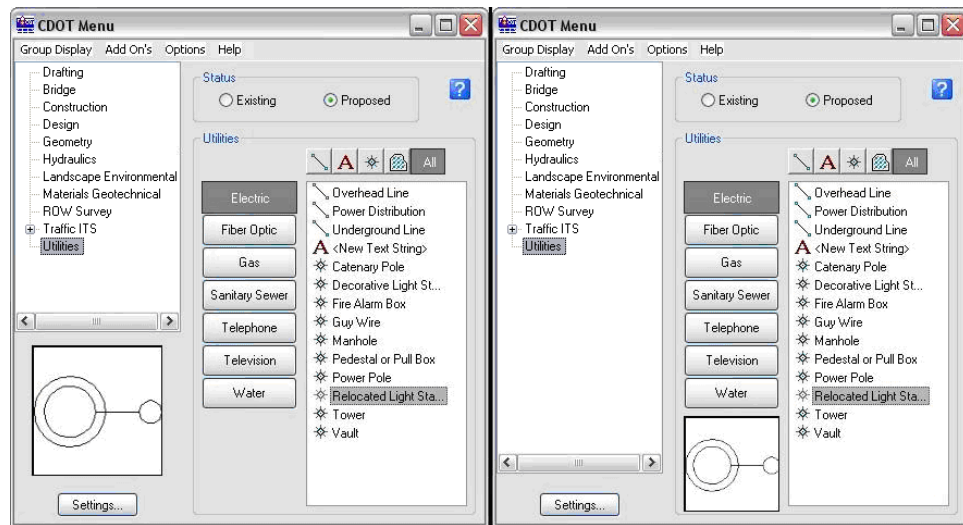 CDOT Menu
Group Display Add On's Options Help
Drafting
Bridge
Construction
Design
Geometry
Hydraulics
Landscape Environmental
Materials Geotechnical
ROW Survey
Traffic ITS
Utilities
Settings...
Status
Existing Proposed
?
Utilities
A All
Electric
Fiber Optic
Gas
Sanitary Sewer
Telephone
Television
Water
Overhead Line
Power Distribution
Underground Line
A <New Text String>
Catenary Pole
Decorative Light St...
Fire Alarm Box
Guy Wire
Manhole
Pedestal or Pull Box
Power Pole
Relocated Light Sta...
Tower
Vault
CDOT Menu
Group Display Add On's Options Help
Drafting
Bridge
Construction
Design
Geometry
Hydraulics
Landscape Environmental
Materials Geotechnical
ROW Survey
Traffic ITS
Utilities
Settings...
Status
Existing Proposed
?
Utilities
A All
Electric
Fiber Optic
Gas
Sanitary Sewer
Telephone
Television
Water
Overhead Line
Power Distribution
Underground Line
A <New Text String>
Catenary Pole
Decorative Light St...
Fire Alarm Box
Guy Wire
Manhole
Pedestal or Pull Box
Power Pole
Relocated Light Sta...
Tower
Vault